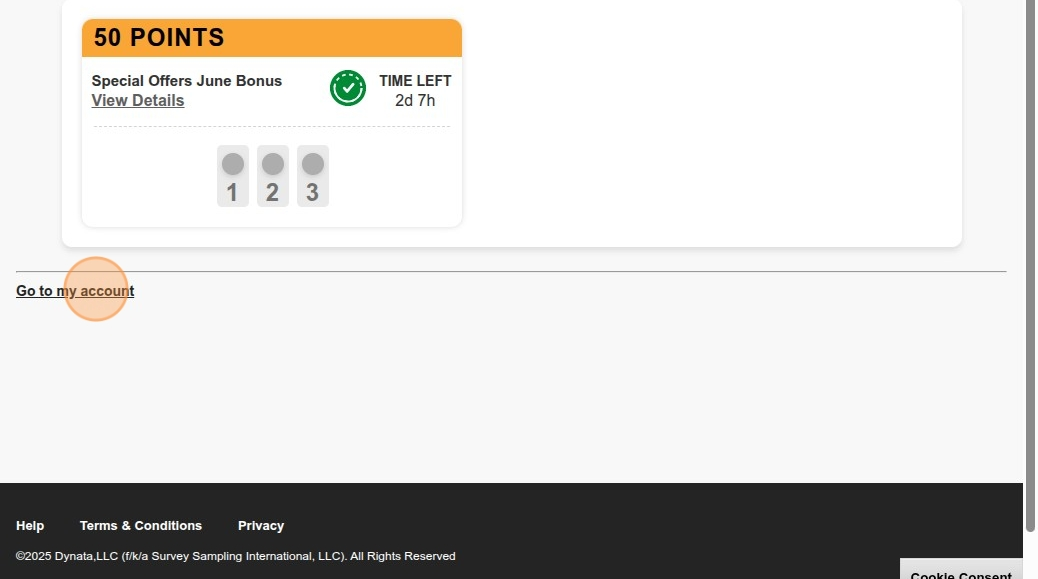 50 POINTS
Special Offers June Bonus
View Details
TIME LEFT
2d 7h
1 2 3
Go to my account
Help Terms & Conditions Privacy
©2025 Dynata,LLC (f/k/a Survey Sampling International, LLC). All Rights Reserved
Cookie Consent